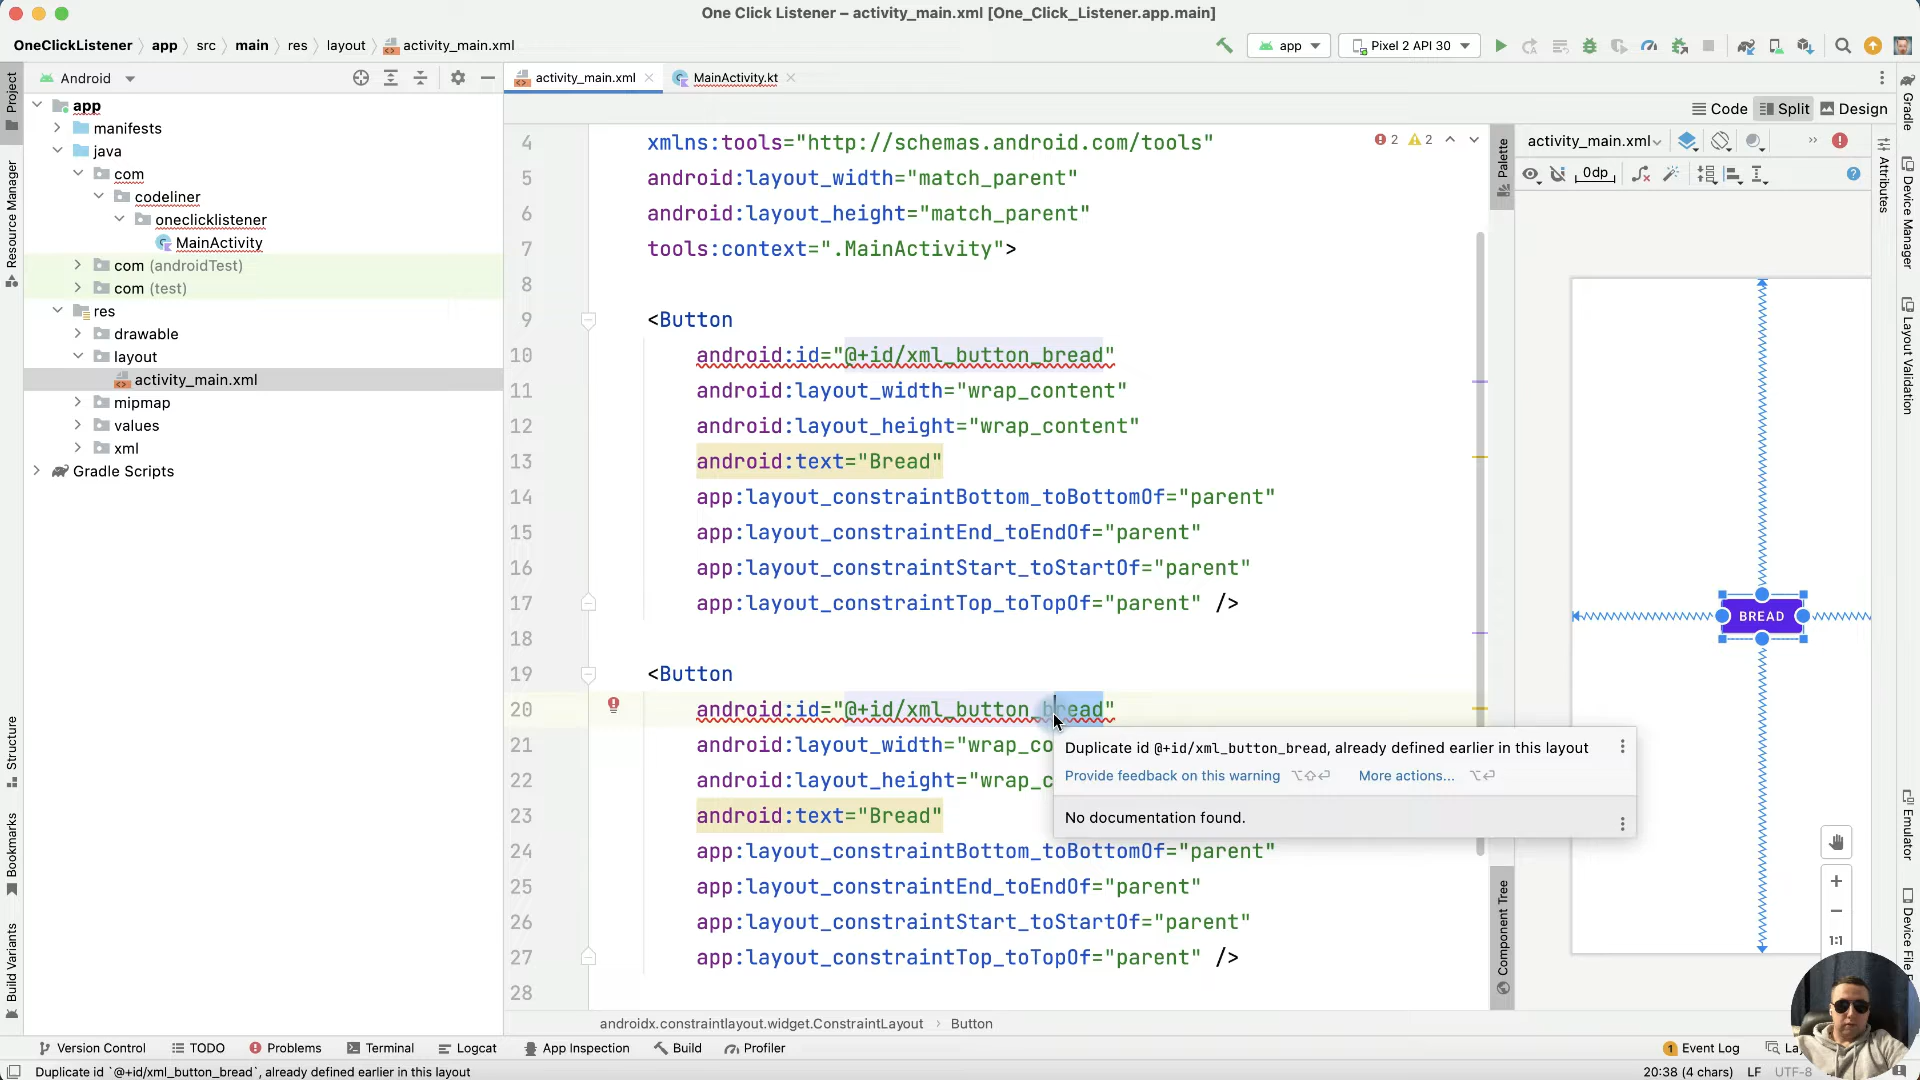 One Click Listener – activity_main.xml [One_Click_Listener.app.main]
OneClickListener app src main res layout activity_main.xml
app Pixel 2 API 30
Android
activity_main.xml MainActivity.kt
Code Split Design
Project
Resource Manager
Structure
Bookmarks
Build Variants
app
manifests
java
com
codeliner
oneclicklistener
MainActivity
com (androidTest)
com (test)
res
drawable
layout
activity_main.xml
mipmap
values
xml
Gradle Scripts
2 2
4 xmlns:tools="http://schemas.android.com/tools"
5 android:layout_width="match_parent"
6 android:layout_height="match_parent"
7 tools:context=".MainActivity">
8
9 <Button
10 android:id="@+id/xml_button_bread"
11 android:layout_width="wrap_content"
12 android:layout_height="wrap_content"
13 android:text="Bread"
14 app:layout_constraintBottom_toBottomOf="parent"
15 app:layout_constraintEnd_toEndOf="parent"
16 app:layout_constraintStart_toStartOf="parent"
17 app:layout_constraintTop_toTopOf="parent" />
18
19 <Button
20 android:id="@+id/xml_button_bread"
21 android:layout_width="wrap_co
22 android:layout_height="wrap_c
23 android:text="Bread"
24 app:layout_constraintBottom_toBottomOf="parent"
25 app:layout_constraintEnd_toEndOf="parent"
26 app:layout_constraintStart_toStartOf="parent"
27 app:layout_constraintTop_toTopOf="parent" />
28
Duplicate id @+id/xml_button_bread, already defined earlier in this layout
Provide feedback on this warning ⌥⇧⏎ More actions... ⌥⏎
No documentation found.
Palette
Component Tree
activity_main.xml
0dp
BREAD
1:1
Attributes
Gradle
Device Manager
Layout Validation
Emulator
Device File E
androidx.constraintlayout.widget.ConstraintLayout Button
Version Control TODO Problems Terminal Logcat App Inspection Build Profiler
1 Event Log La
Duplicate id `@+id/xml_button_bread`, already defined earlier in this layout
20:38 (4 chars) LF UTF-8